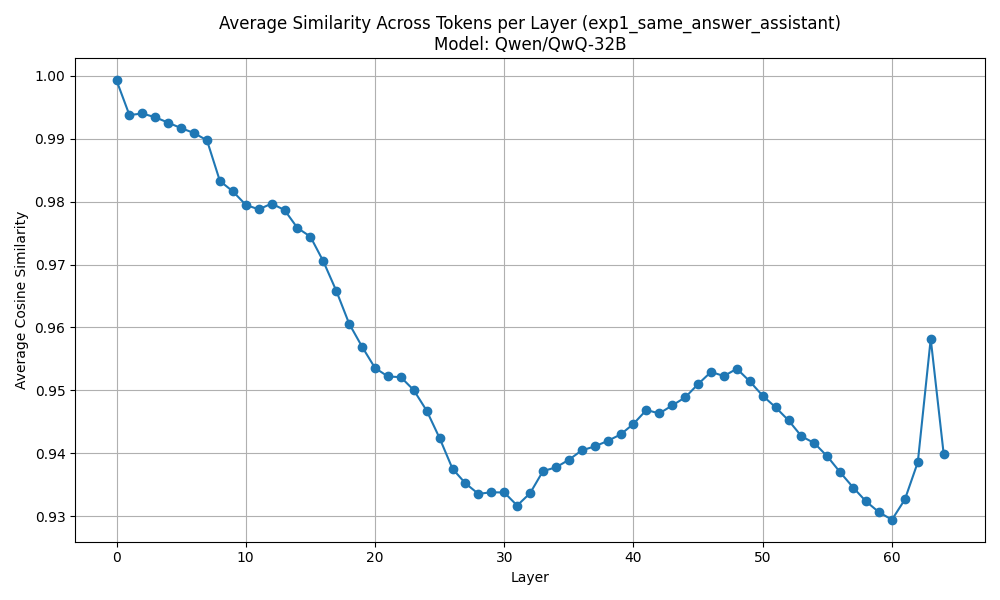 Average Similarity Across Tokens per Layer (exp1_same_answer_assistant)
Model: Qwen/QwQ-32B
1.00
0.99
0.98
0.97
0.96
0.95
0.94
0.93
Average Cosine Similarity
0 10 20 30 40 50 60
Layer